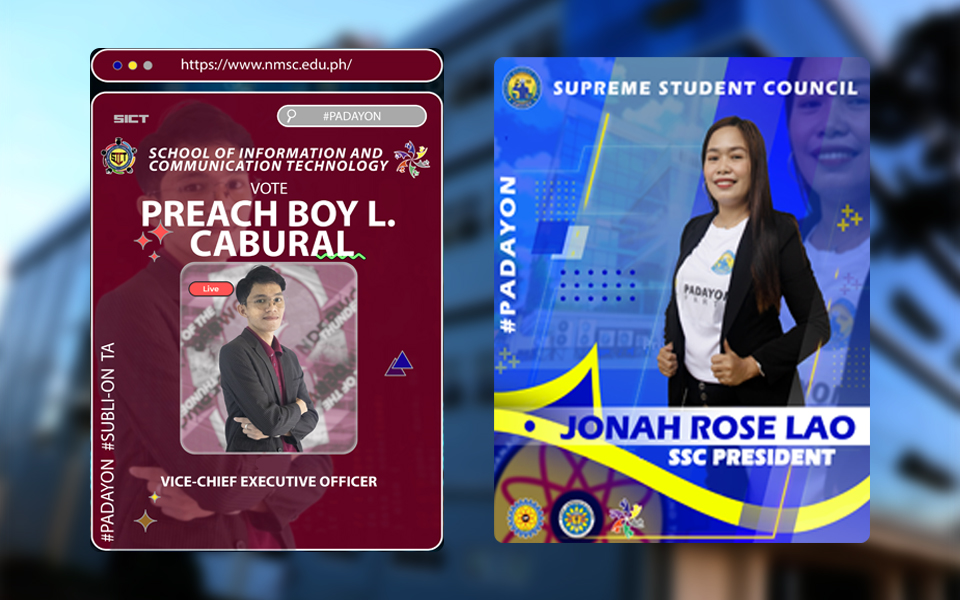 https://www.nmsc.edu.ph/
SICT
#PADAYON
SCHOOL OF INFORMATION AND
COMMUNICATION TECHNOLOGY
VOTE
PREACH BOY L.
CABURAL
Live
VICE-CHIEF EXECUTIVE OFFICER
#PADAYON #SUBLI-ON TA
SUPREME STUDENT COUNCIL
#PADAYON
PADAYON
JONAH ROSE LAO
SSC PRESIDENT